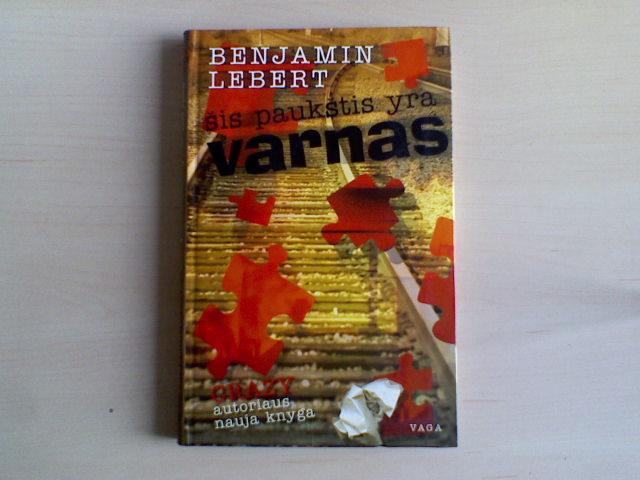 BENJAMIN
LEBERT
šis paukštis yra
varnas
CRAZY
autoriaus
nauja knyga
VAGA